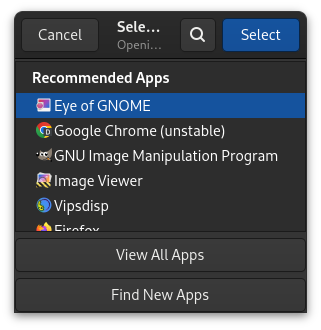 Cancel
Sele...
Openi...
Select
Recommended Apps
Eye of GNOME
Google Chrome (unstable)
GNU Image Manipulation Program
Image Viewer
Vipsdisp
Firefox
View All Apps
Find New Apps